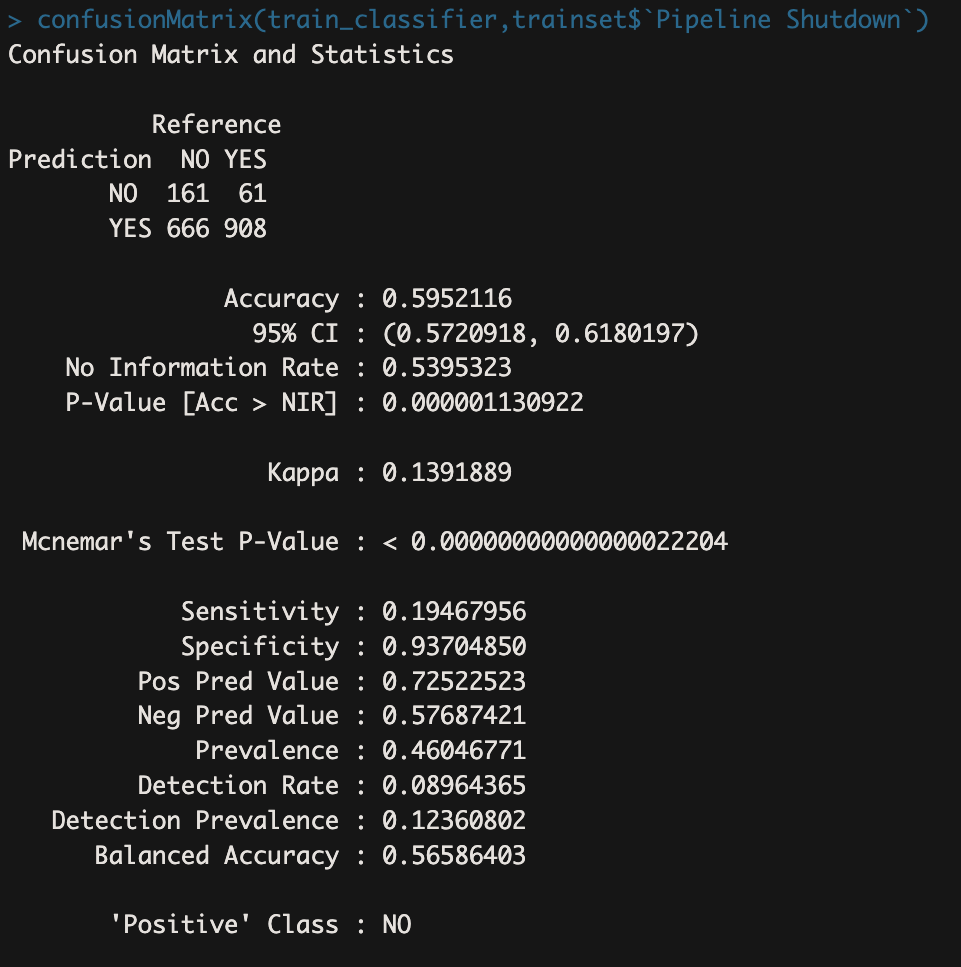 > confusionMatrix(train_classifier,trainset$`Pipeline Shutdown`)
Confusion Matrix and Statistics
Reference
Prediction NO YES
NO 161 61
YES 666 908
Accuracy : 0.5952116
95% CI : (0.5720918, 0.6180197)
No Information Rate : 0.5395323
P-Value [Acc > NIR] : 0.000001130922
Kappa : 0.1391889
Mcnemar's Test P-Value : < 0.00000000000000022204
Sensitivity : 0.19467956
Specificity : 0.93704850
Pos Pred Value : 0.72522523
Neg Pred Value : 0.57687421
Prevalence : 0.46046771
Detection Rate : 0.08964365
Detection Prevalence : 0.12360802
Balanced Accuracy : 0.56586403
'Positive' Class : NO